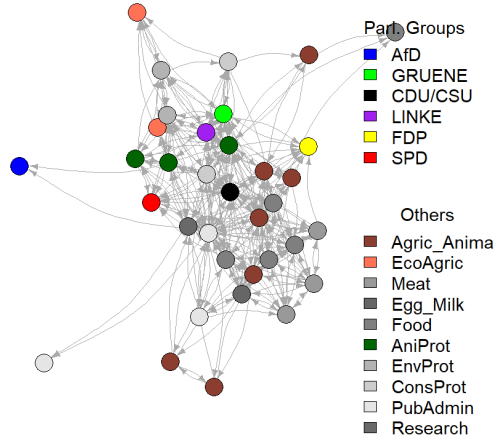 Parl. Groups
AfD
GRUENE
CDU/CSU
LINKE
FDP
SPD
Others
Agric_Anima
EcoAgric
Meat
Egg_Milk
Food
AniProt
EnvProt
ConsProt
PubAdmin
Research